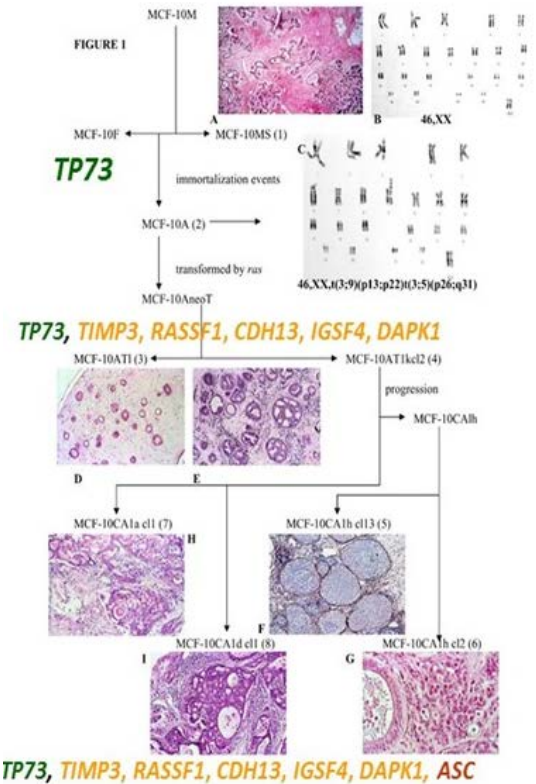 MCF-10M
FIGURE 1
A
B 46,XX
MCF-10F MCF-10MS (1)
C
TP73
immortalization events
MCF-10A (2)
transformed by ras
46,XX,t(3;9)(p13;p22)t(3;5)(p26;q31)
MCF-10AneoT
TP73, TIMP3, RASSF1, CDH13, IGSF4, DAPK1
MCF-10AT1 (3) MCF-10AT1kcl2 (4)
progression
MCF-10CA1h
D E
MCF-10CA1a cl1 (7) MCF-10CA1h cl13 (5)
H
F
MCF-10CA1d cl1 (8) MCF-10CA1h cl2 (6)
I G
TP73, TIMP3, RASSF1, CDH13, IGSF4, DAPK1, ASC